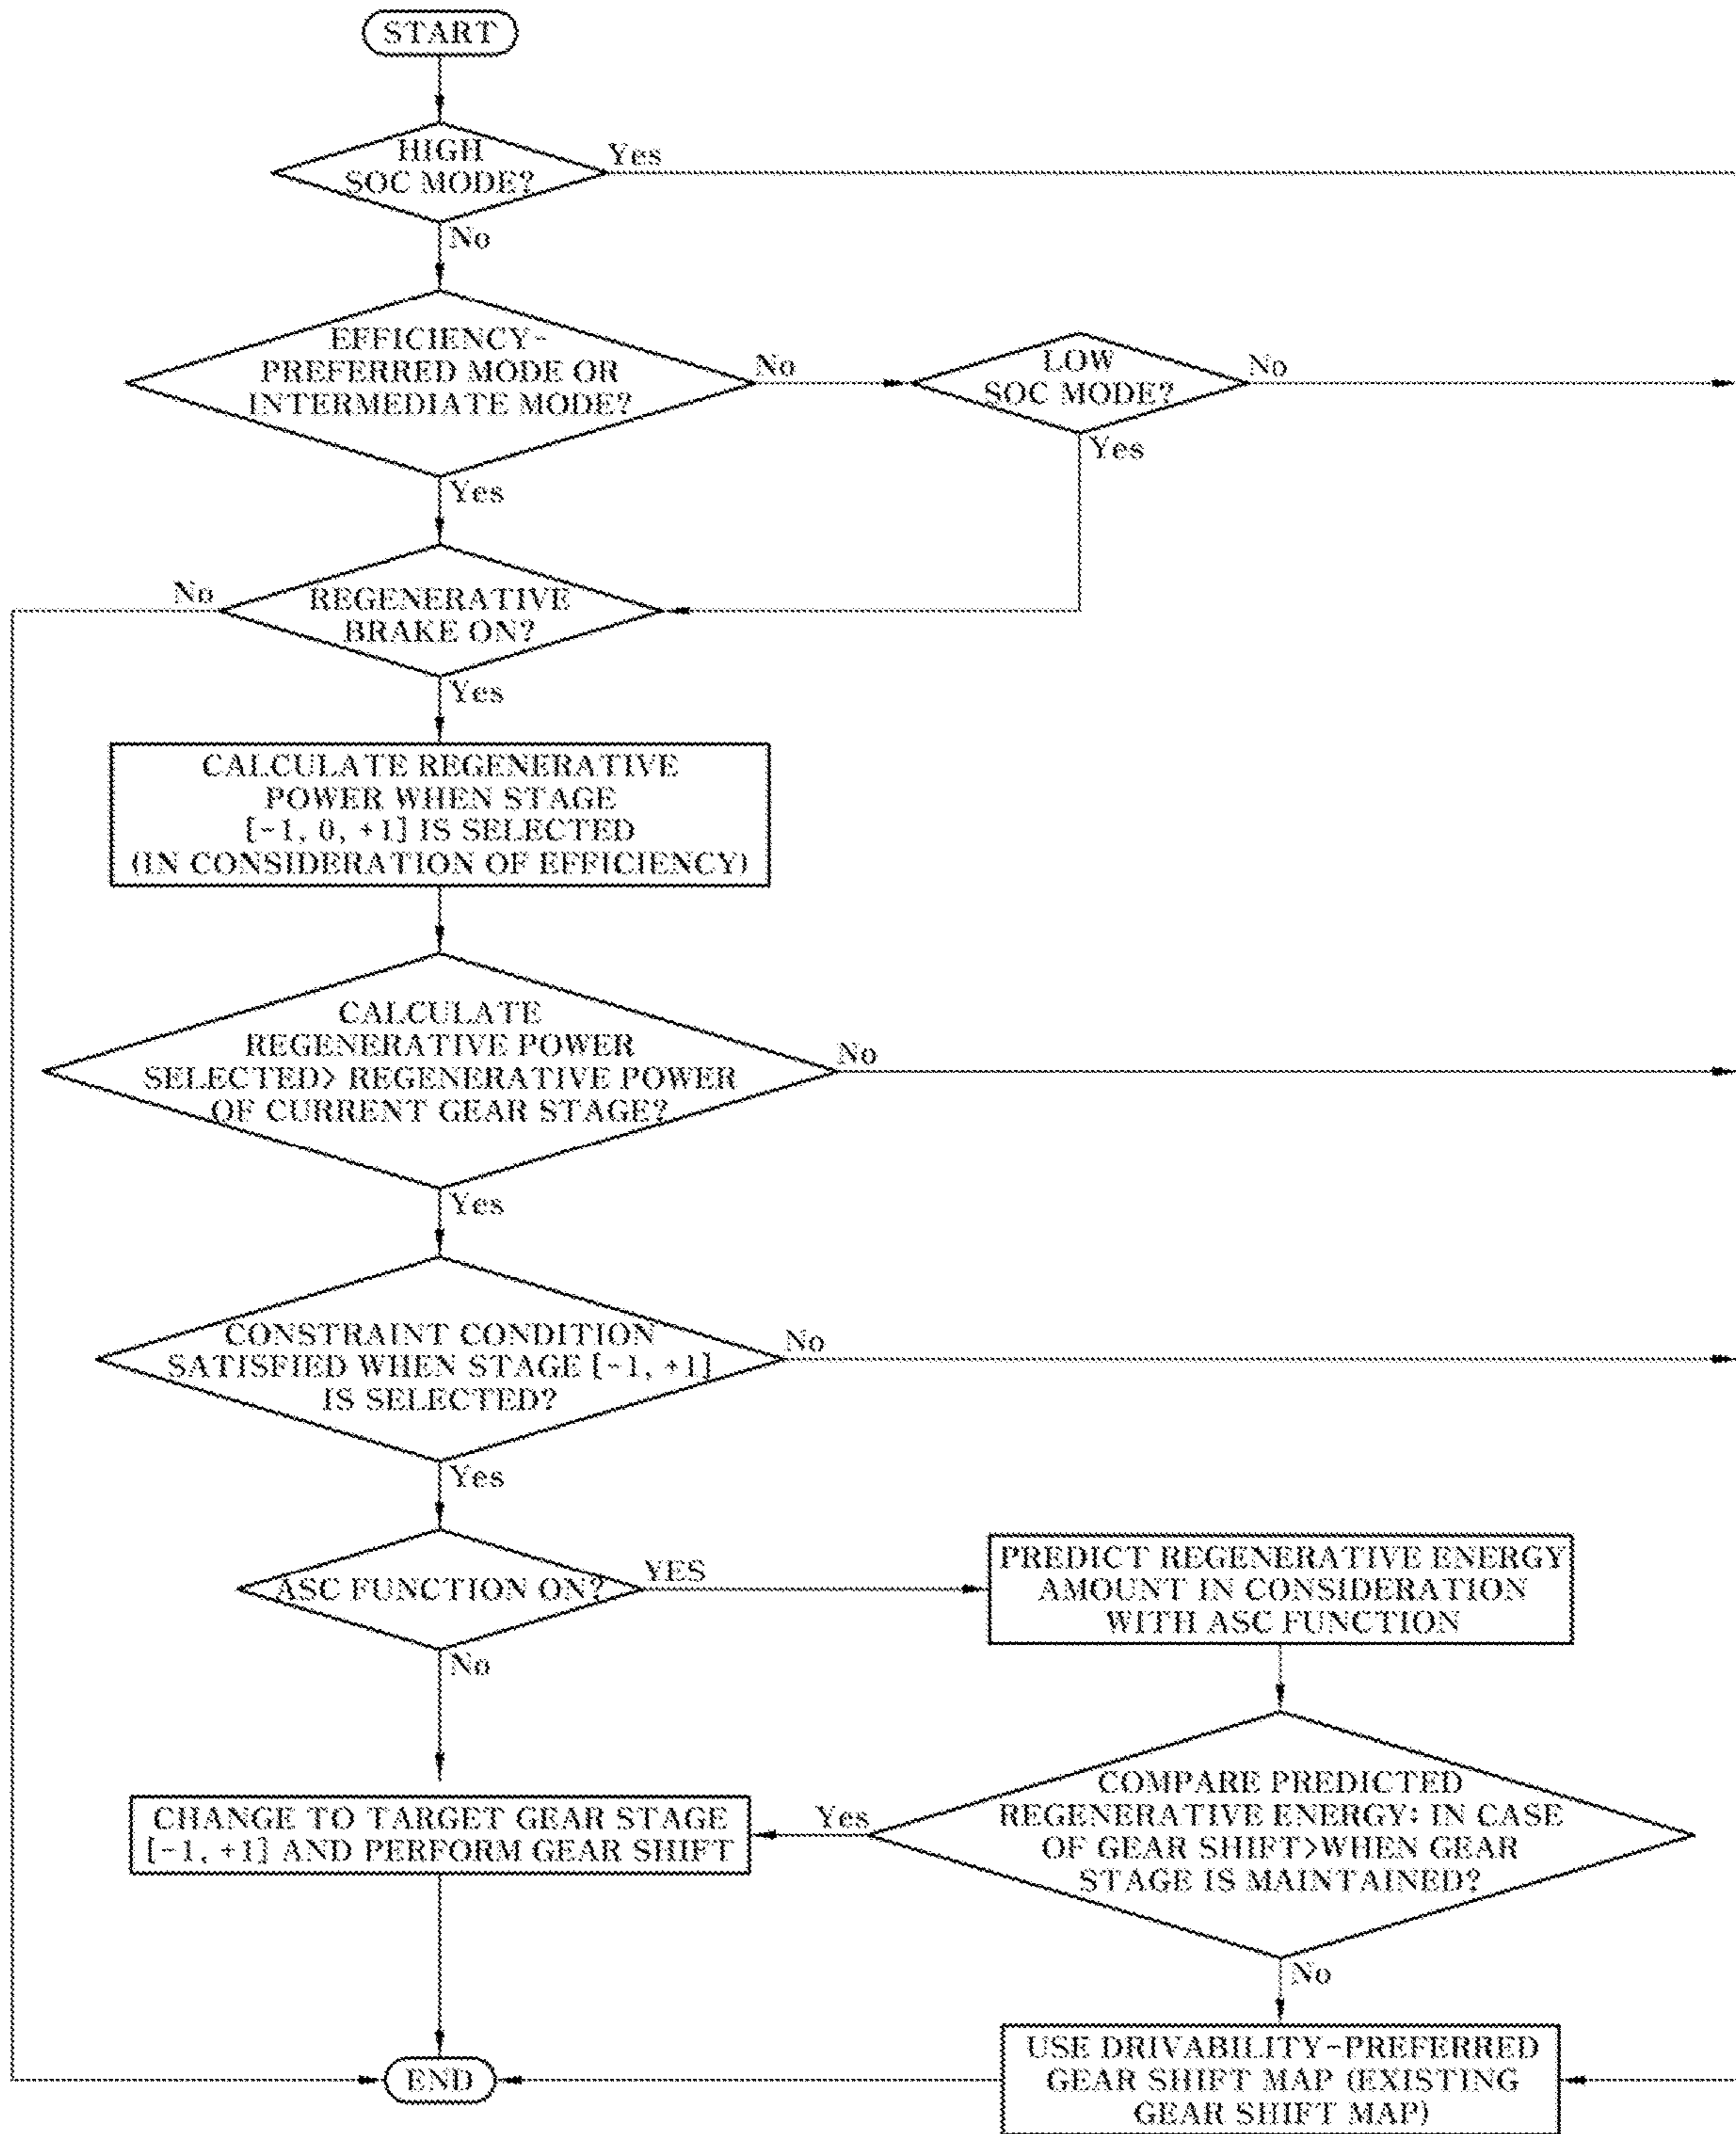 START
HIGH
SOC MODE?
Yes
No
EFFICIENCY-
PREFERRED MODE OR
INTERMEDIATE MODE?
No
LOW
SOC MODE?
No
Yes
Yes
No
REGENERATIVE
BRAKE ON?
Yes
CALCULATE REGENERATIVE
POWER WHEN STAGE
[-1, 0, +1] IS SELECTED
(IN CONSIDERATION OF EFFICIENCY)
CALCULATE
REGENERATIVE POWER
SELECTED> REGENERATIVE POWER
OF CURRENT GEAR STAGE?
No
Yes
CONSTRAINT CONDITION
SATISFIED WHEN STAGE [-1, +1]
IS SELECTED?
No
Yes
ASC FUNCTION ON?
YES
PREDICT REGENERATIVE ENERGY
AMOUNT IN CONSIDERATION
WITH ASC FUNCTION
No
COMPARE PREDICTED
REGENERATIVE ENERGY: IN CASE
OF GEAR SHIFT>WHEN GEAR
STAGE IS MAINTAINED?
Yes
CHANGE TO TARGET GEAR STAGE
[-1, +1] AND PERFORM GEAR SHIFT
No
USE DRIVABILITY-PREFERRED
GEAR SHIFT MAP (EXISTING
GEAR SHIFT MAP)
END